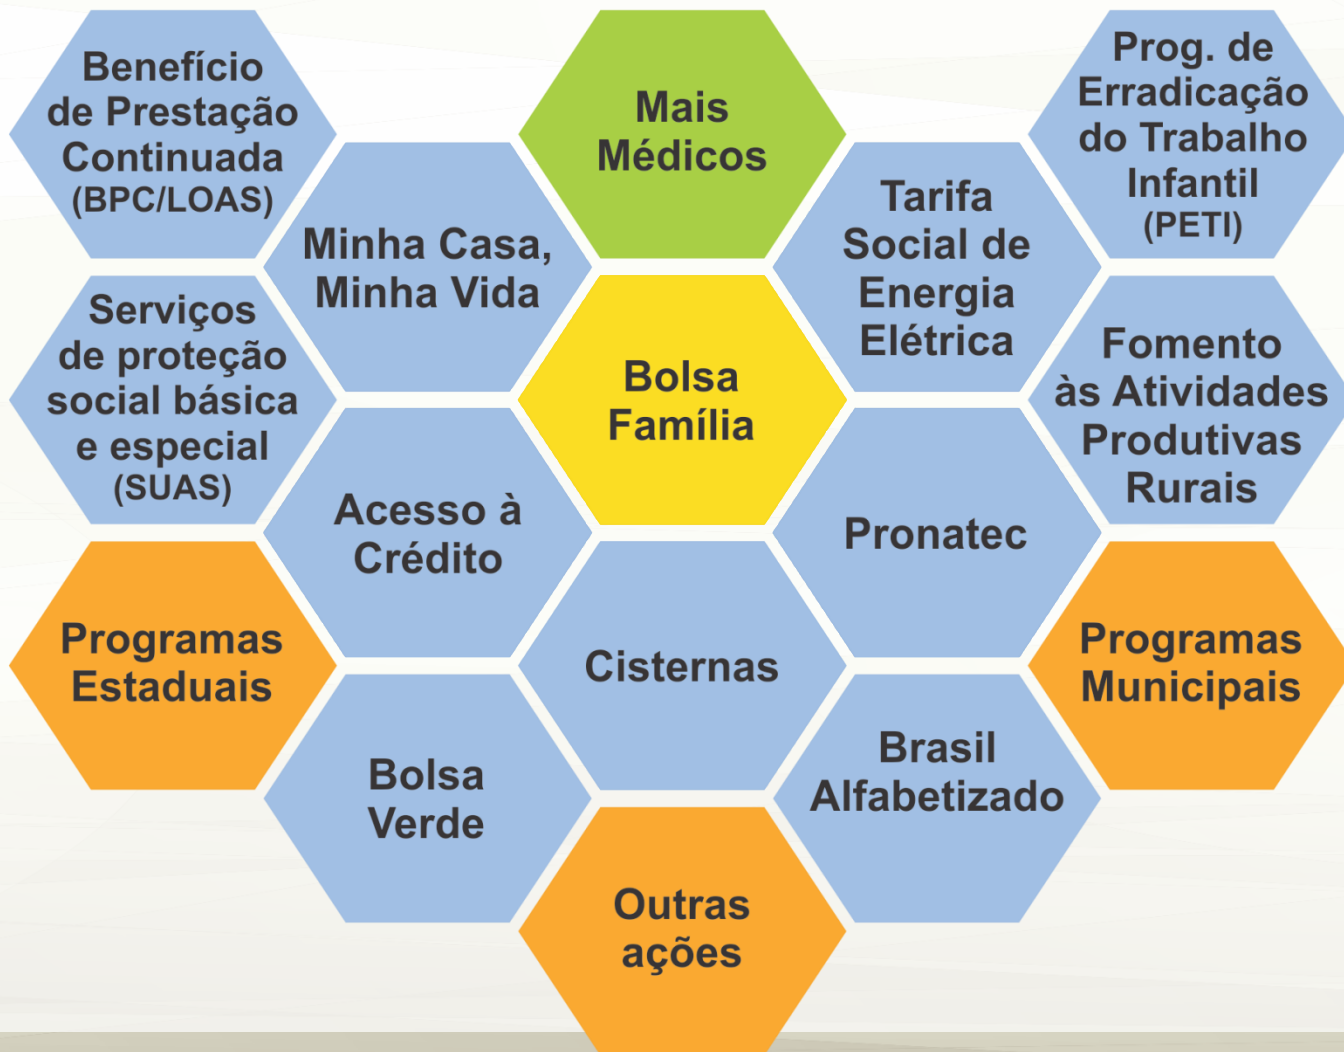 Benefício
de Prestação
Continuada
(BPC/LOAS)
Mais
Médicos
Prog. de
Erradicação
do Trabalho
Infantil
(PETI)
Minha Casa,
Minha Vida
Tarifa
Social de
Energia
Elétrica
Serviços
de proteção
social básica
e especial
(SUAS)
Bolsa
Família
Fomento
às Atividades
Produtivas
Rurais
Acesso à
Crédito
Pronatec
Programas
Estaduais
Cisternas
Programas
Municipais
Bolsa
Verde
Brasil
Alfabetizado
Outras
ações